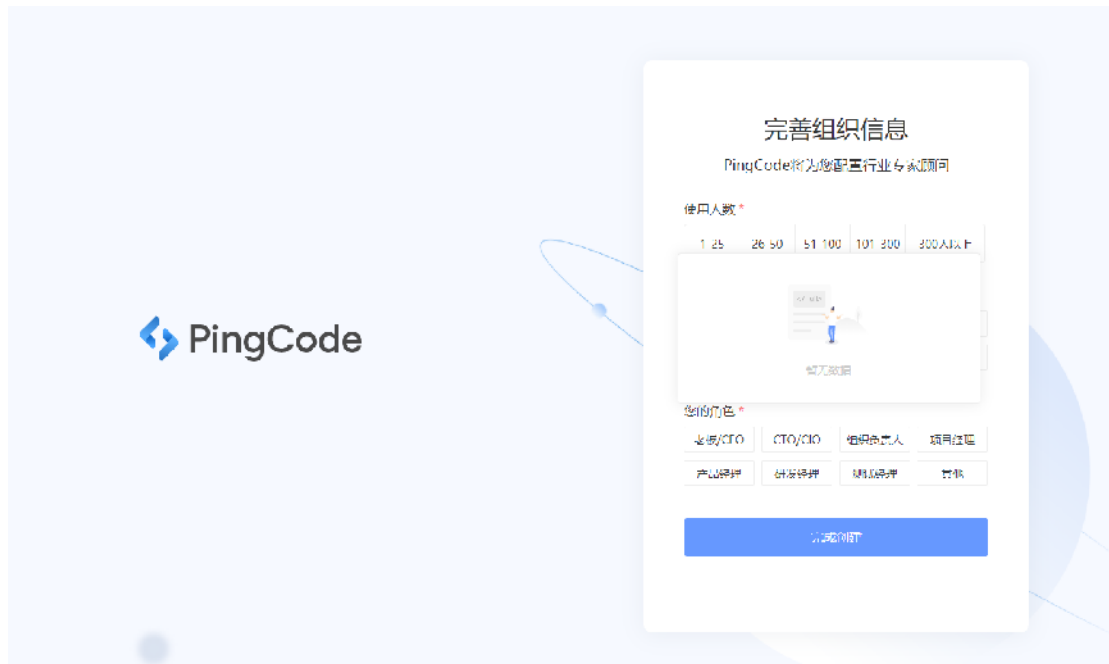 完善组织信息
PingCode将为您配置行业专家顾问
使用人数 *
1-25 26-50 51-100 101-300 300人以上
PingCode
暂无数据
您的角色 *
老板/CEO CTO/CIO 组织负责人 项目经理
产品经理 研发经理 测试经理 其他
完成创建